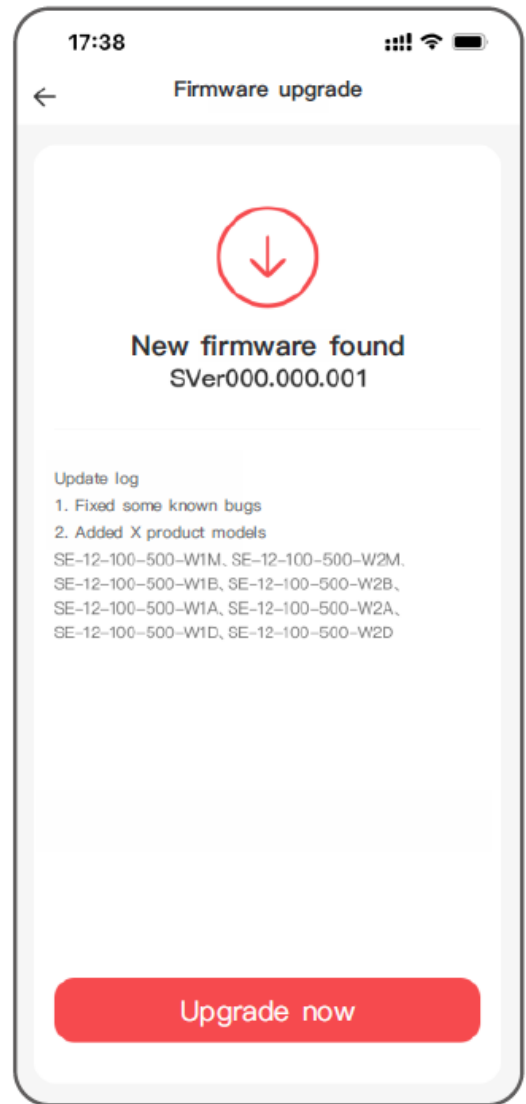 17:38
Firmware upgrade
New firmware found
SVer000.000.001
Update log
1. Fixed some known bugs
2. Added X product models
SE-12-100-500-W1M、SE-12-100-500-W2M、
SE-12-100-500-W1B、SE-12-100-500-W2B、
SE-12-100-500-W1A、SE-12-100-500-W2A、
SE-12-100-500-W1D、SE-12-100-500-W2D
Upgrade now